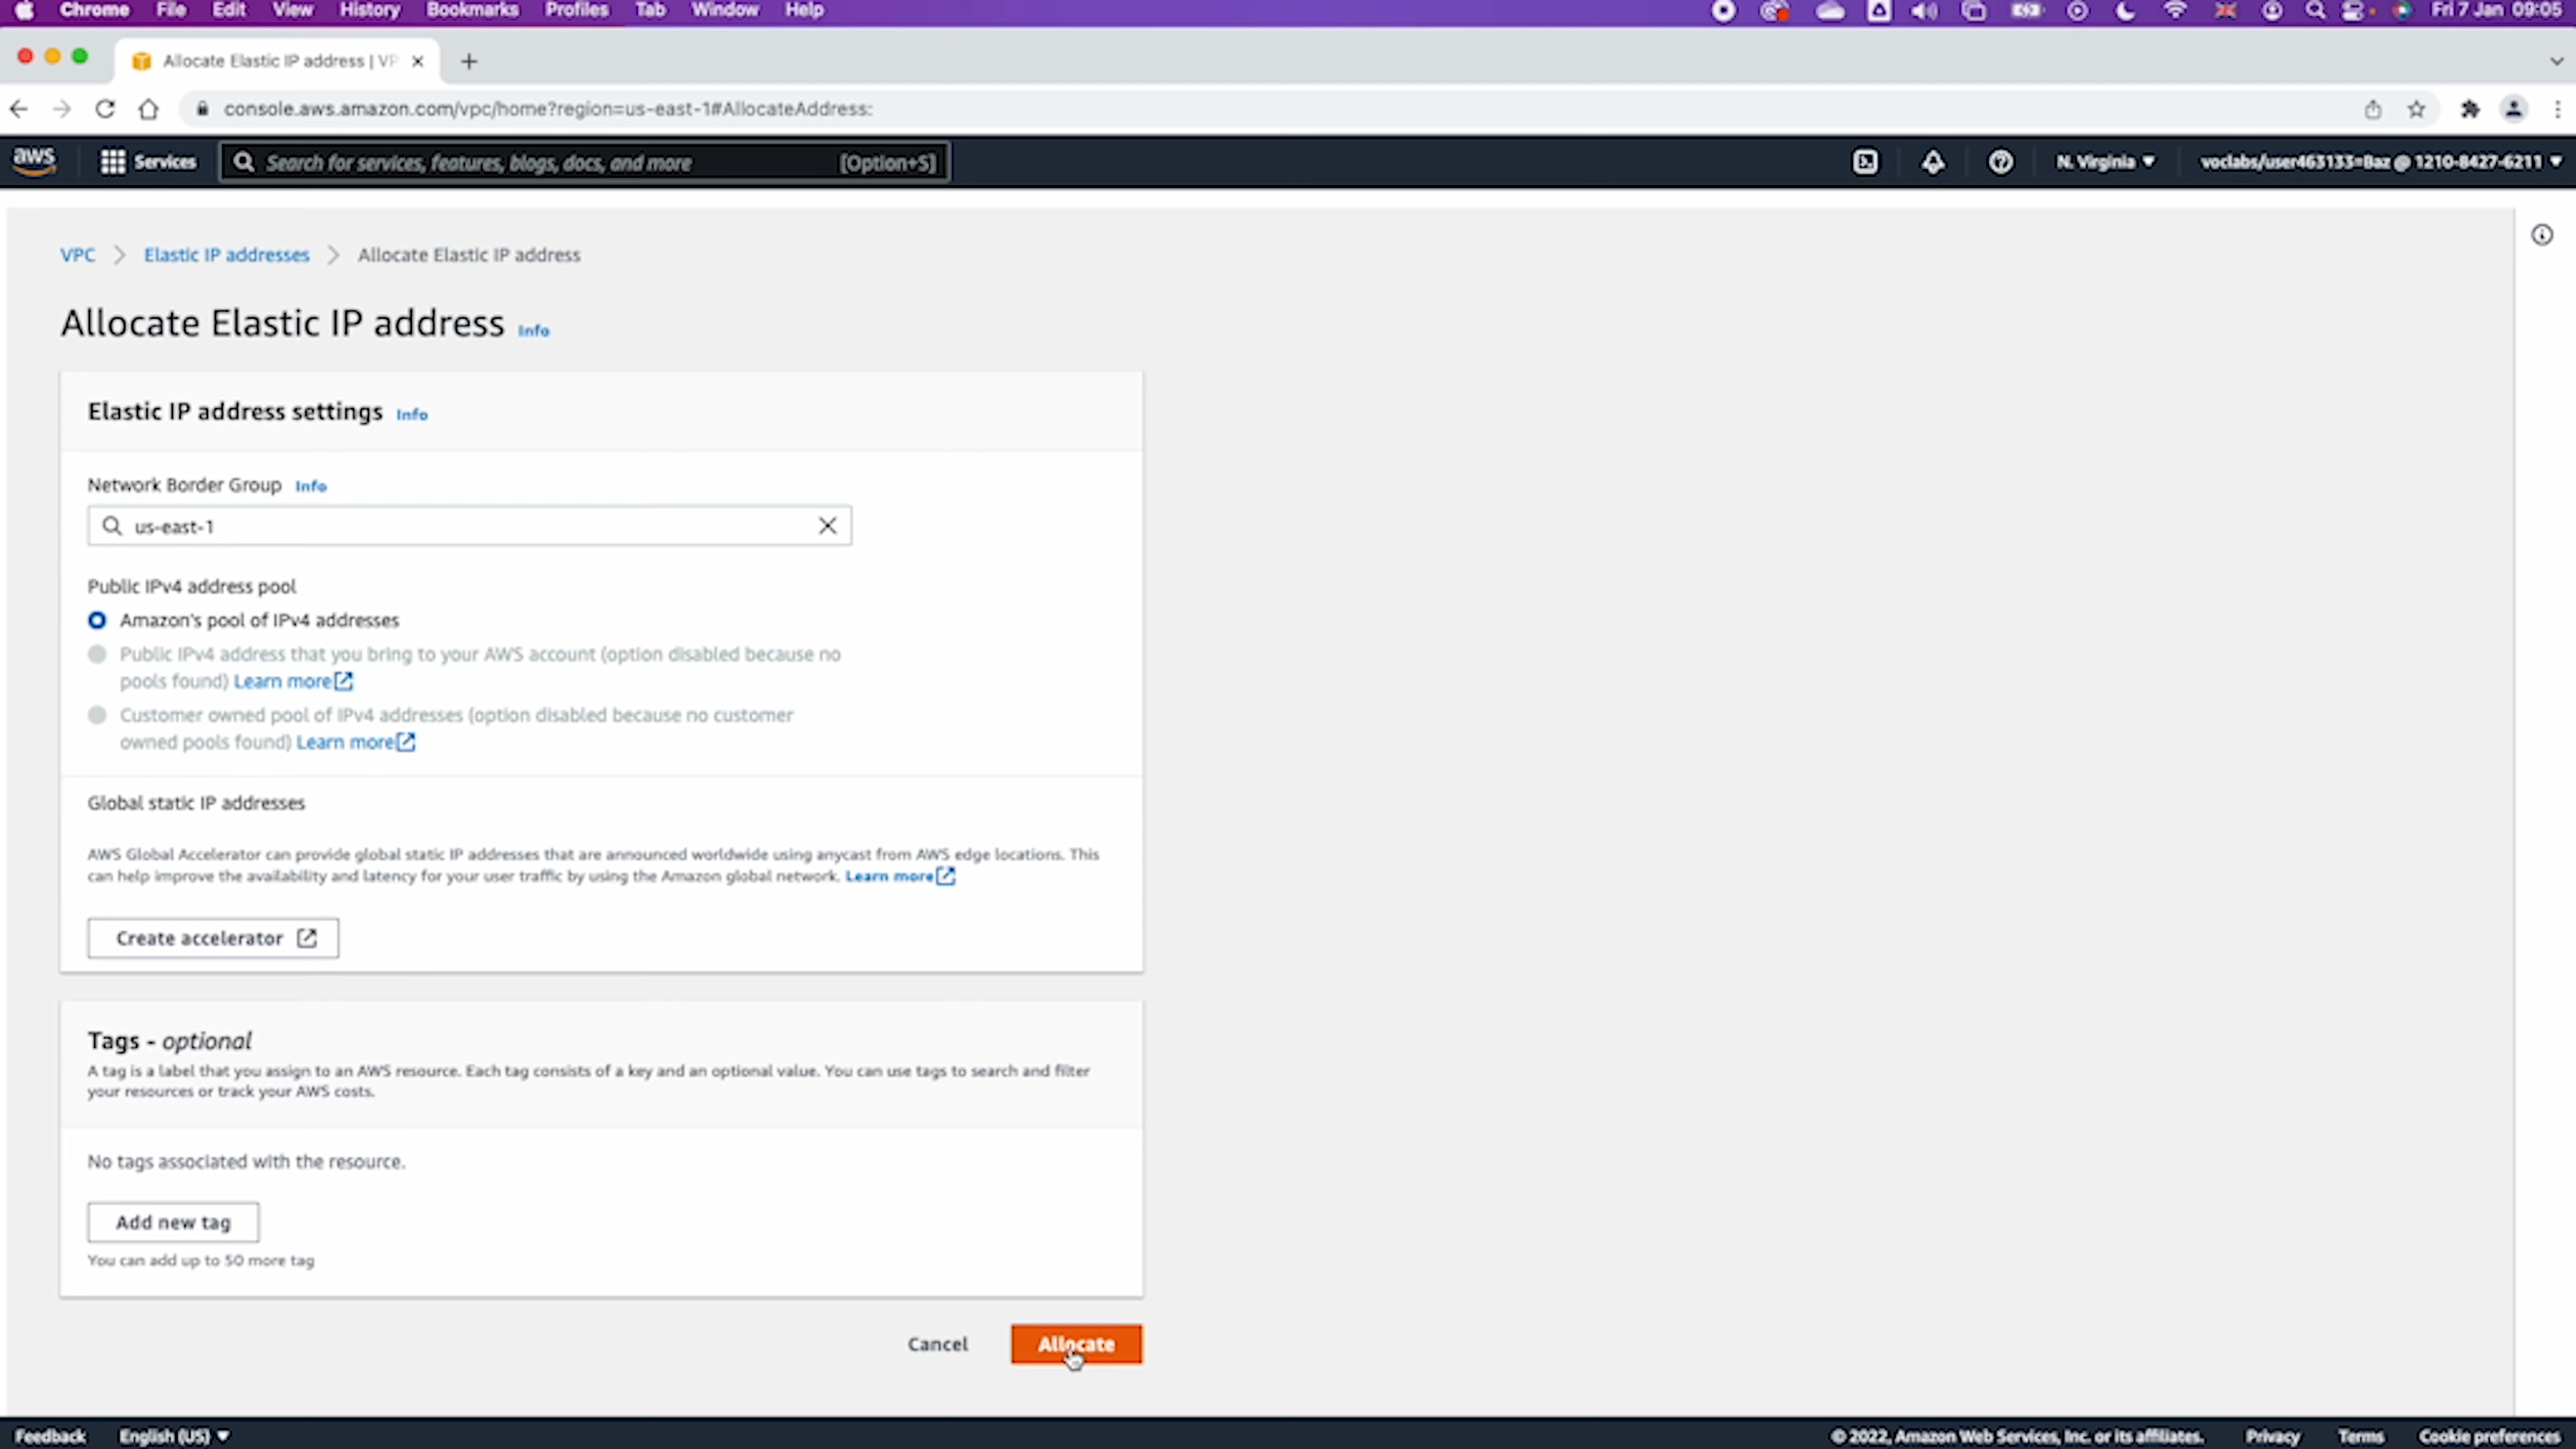 Chrome File Edit View History Bookmarks Profiles Tab Window Help Fri 7 Jan 09:05
Allocate Elastic IP address | VP
console.aws.amazon.com/vpc/home?region=us-east-1#AllocateAddress:
aws Services Search for services, features, blogs, docs, and more [Option+S] N. Virginia voclabs/user463133=Baz @ 1210-8427-6211
VPC Elastic IP addresses Allocate Elastic IP address
Allocate Elastic IP address Info
Elastic IP address settings Info
Network Border Group Info
us-east-1
Public IPv4 address pool
Amazon's pool of IPv4 addresses
Public IPv4 address that you bring to your AWS account (option disabled because no
pools found) Learn more
Customer owned pool of IPv4 addresses (option disabled because no customer
owned pools found) Learn more
Global static IP addresses
AWS Global Accelerator can provide global static IP addresses that are announced worldwide using anycast from AWS edge locations. This
can help improve the availability and latency for your user traffic by using the Amazon global network. Learn more
Create accelerator
Tags - optional
A tag is a label that you assign to an AWS resource. Each tag consists of a key and an optional value. You can use tags to search and filter
your resources or track your AWS costs.
No tags associated with the resource.
Add new tag
You can add up to 50 more tag
Cancel Allocate
Feedback English (US) © 2022, Amazon Web Services, Inc. or its affiliates. Privacy Terms Cookie preferences